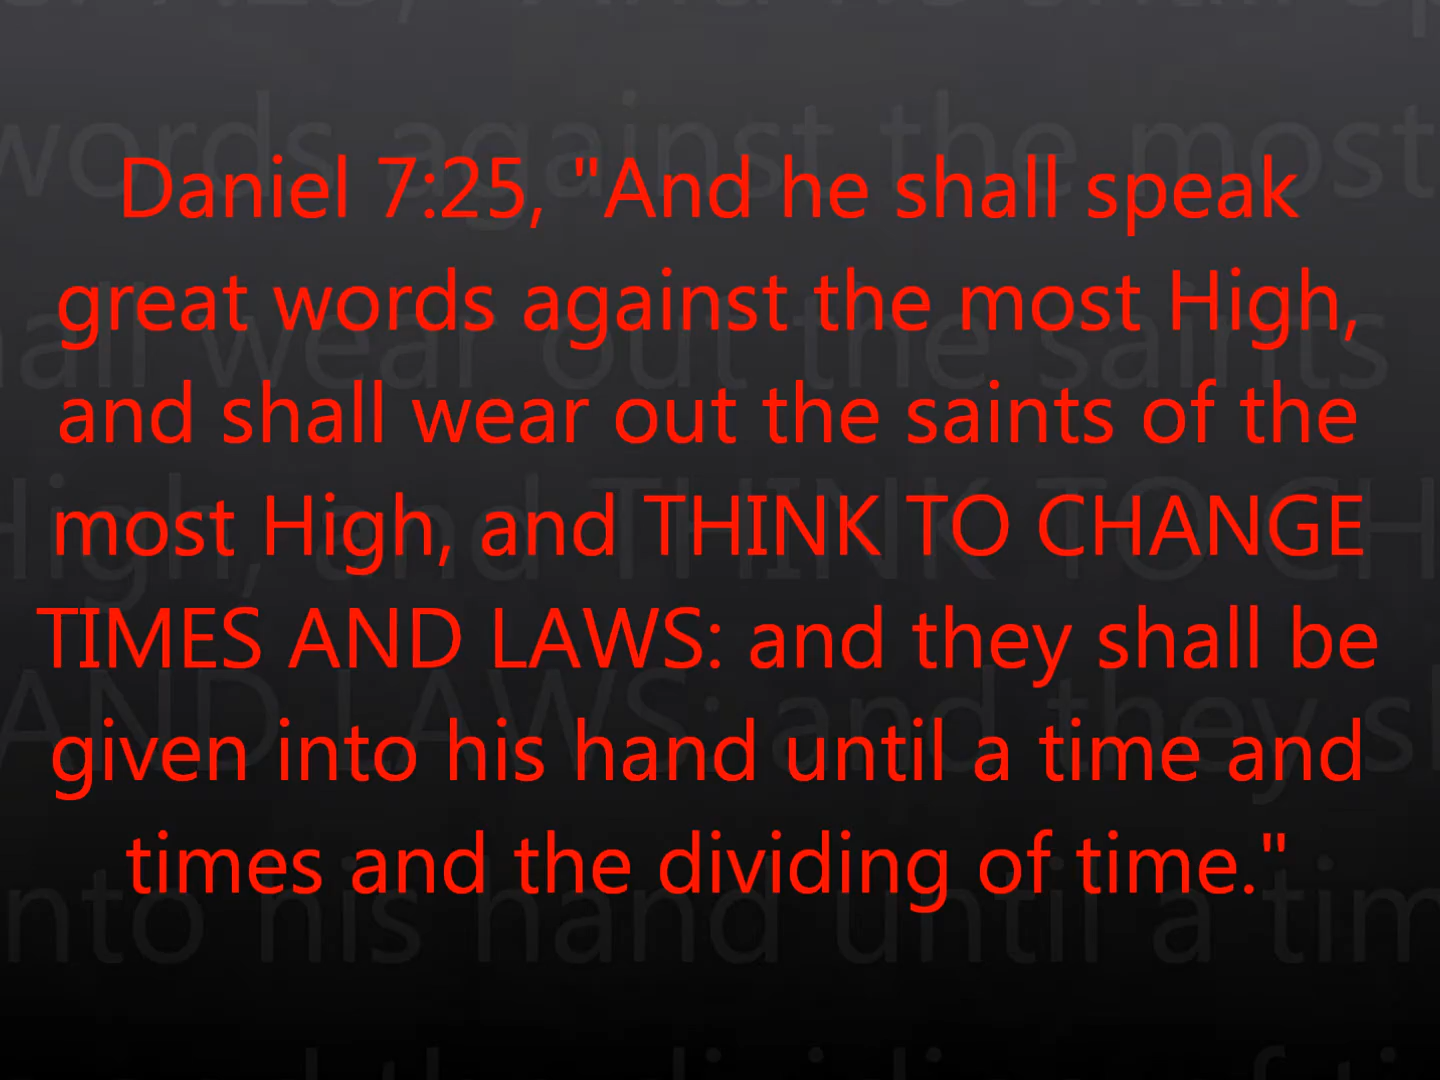 Daniel 7:25, "And he shall speak
great words against the most High,
and shall wear out the saints of the
most High, and THINK TO CHANGE
TIMES AND LAWS: and they shall be
given into his hand until a time and
times and the dividing of time."